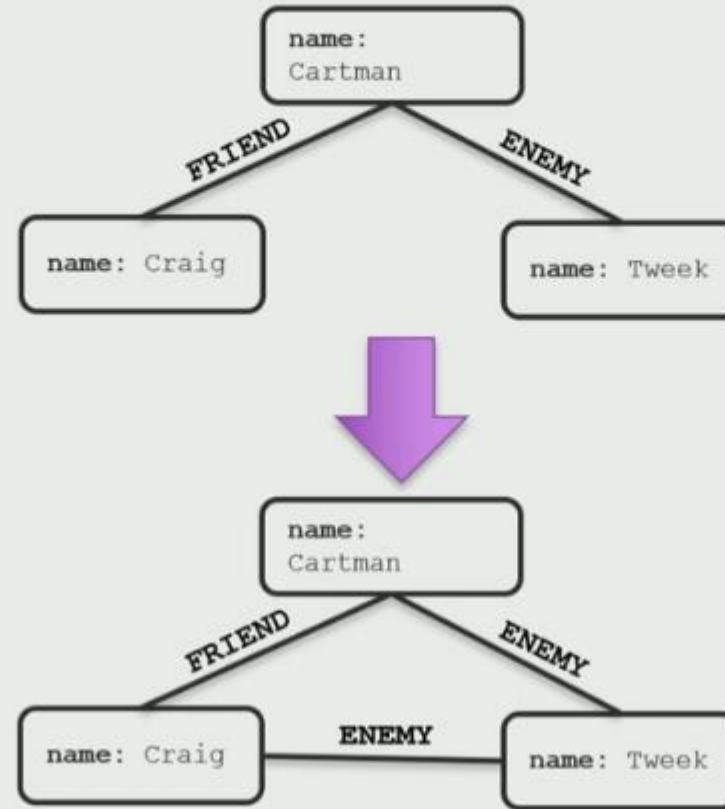 name:
Cartman
FRIEND
ENEMY
name: Craig
name: Tweek
name:
Cartman
FRIEND
ENEMY
ENEMY
name: Craig
name: Tweek